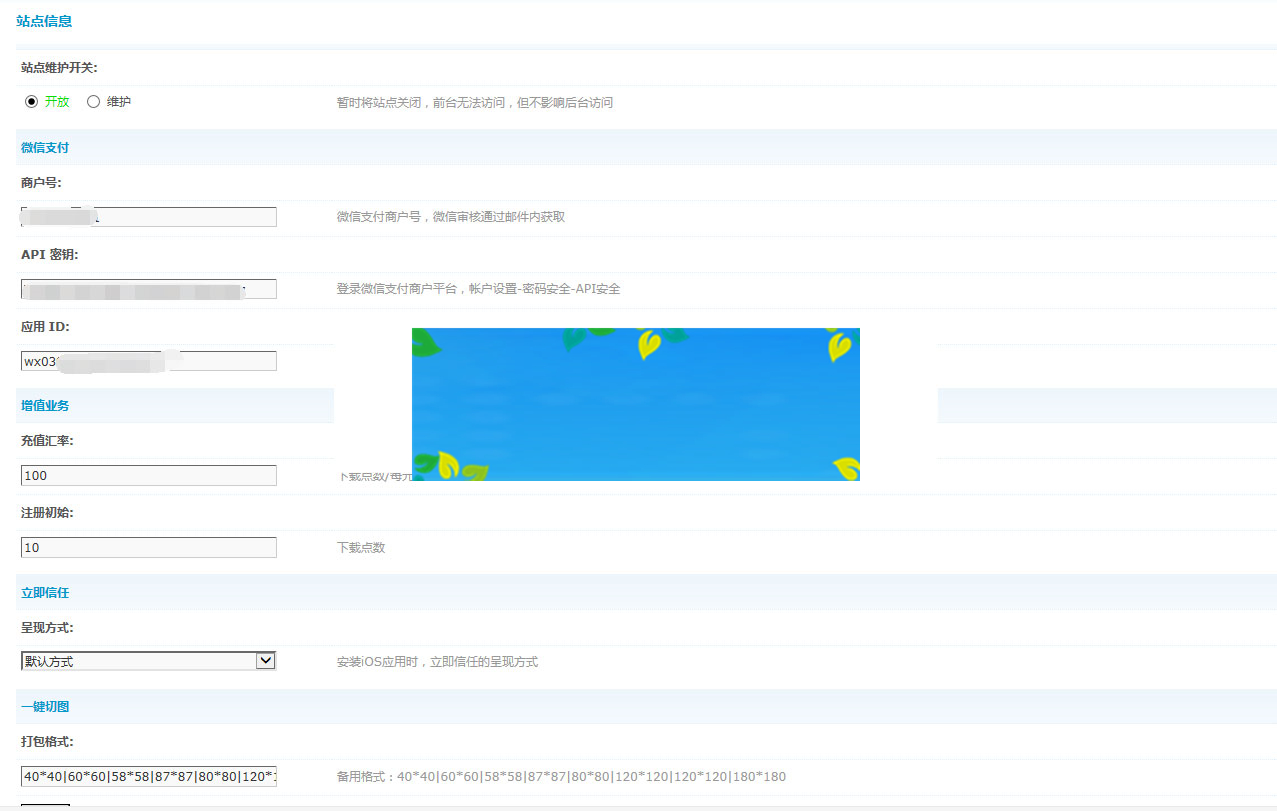 站点信息
站点维护开关:
开放 维护 暂时将站点关闭，前台无法访问，但不影响后台访问
微信支付
商户号:
微信支付商户号，微信审核通过邮件内获取
API 密钥:
登录微信支付商户平台，帐户设置-密码安全-API安全
应用 ID:
wx03
增值业务
充值汇率:
100 下载点数/每元
注册初始:
10 下载点数
立即信任
呈现方式:
默认方式 安装iOS应用时，立即信任的呈现方式
一键切图
打包格式:
40*40|60*60|58*58|87*87|80*80|120* 备用格式：40*40|60*60|58*58|87*87|80*80|120*120|120*120|180*180